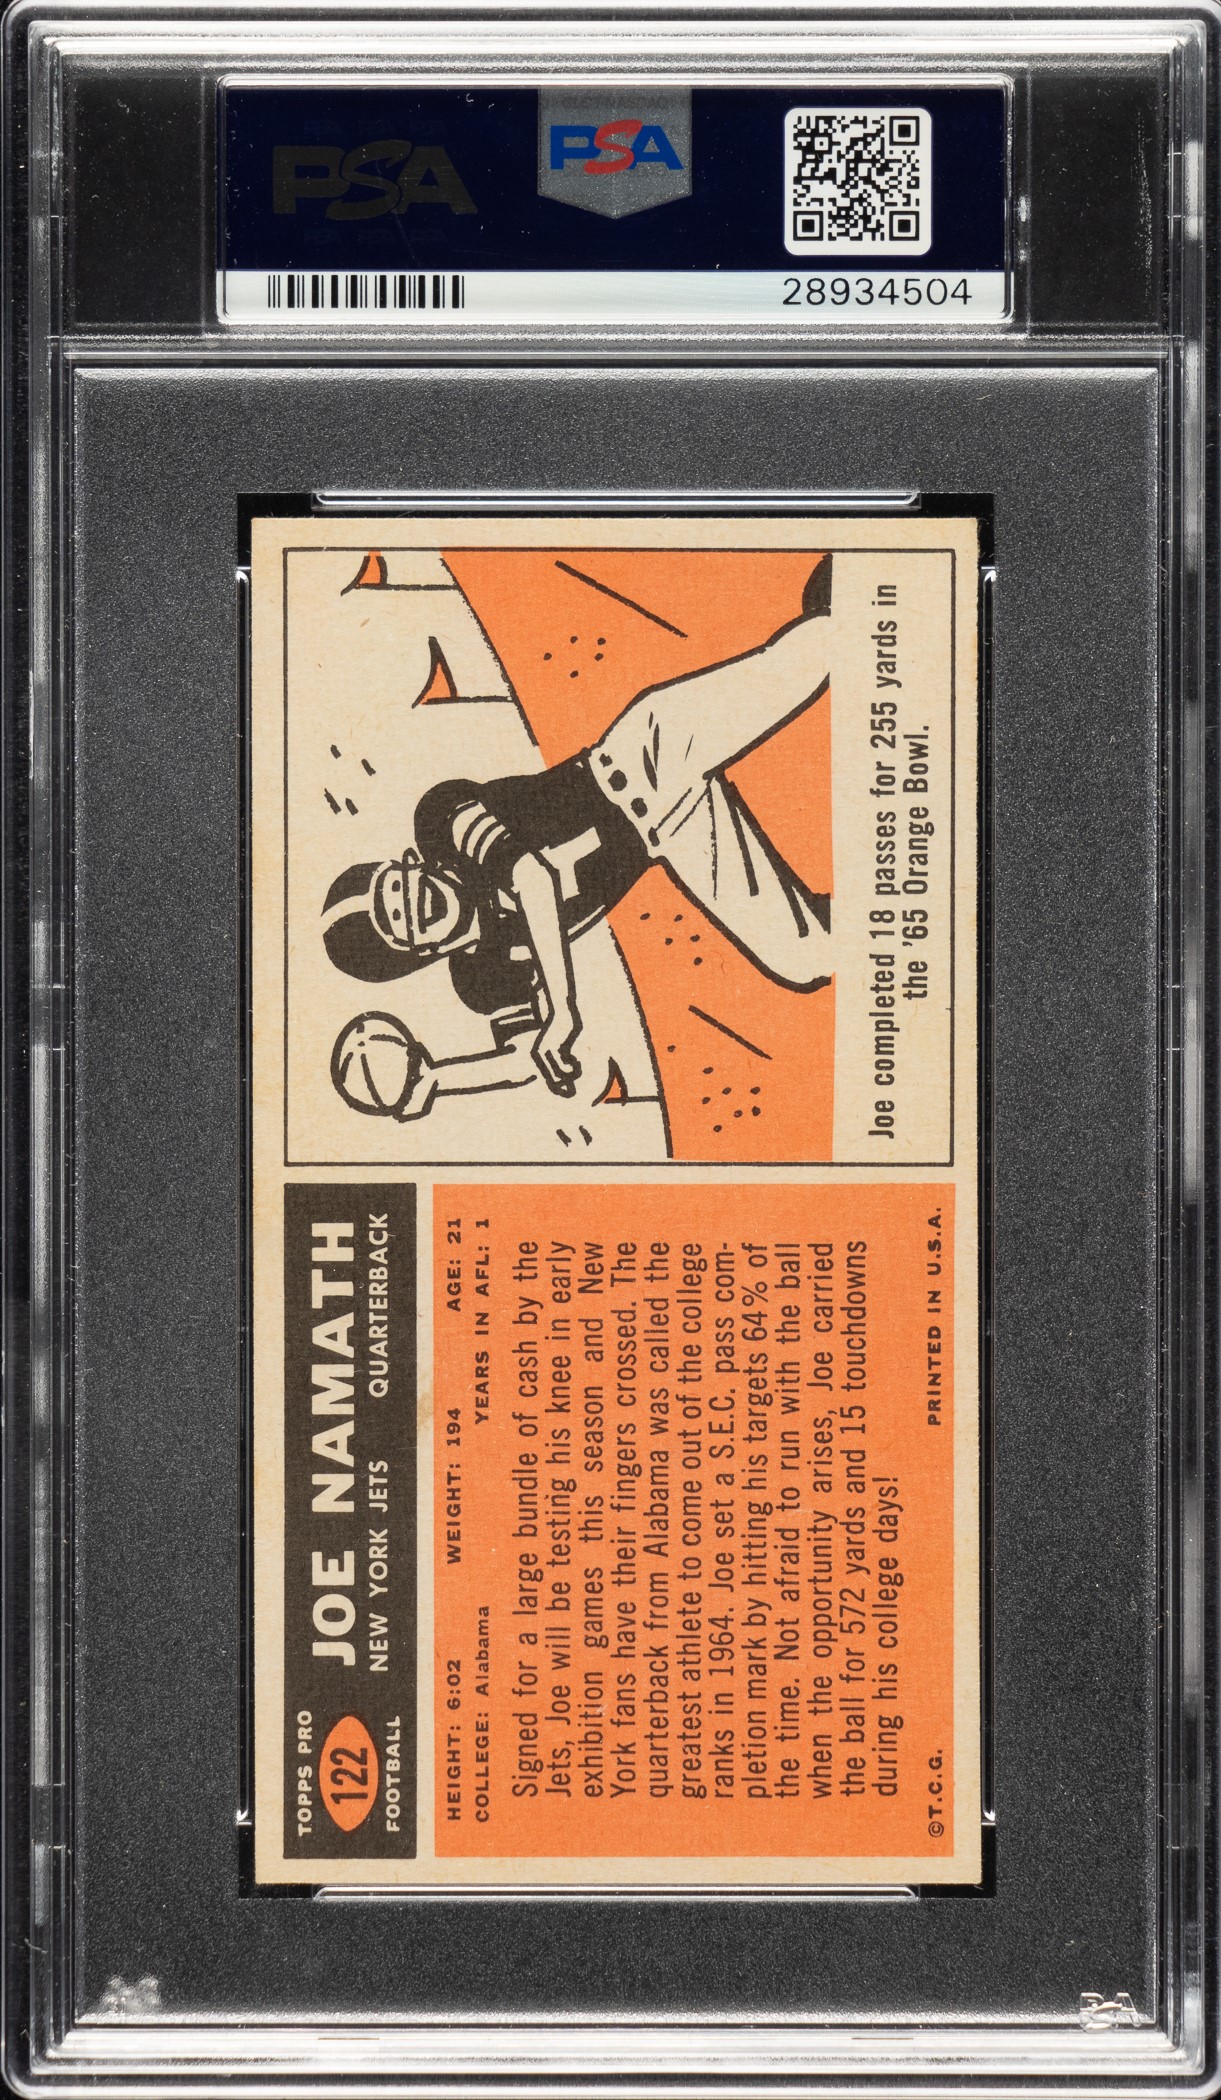 PSA
PSA
28934504
TOPPS PRO
122
FOOTBALL
JOE NAMATH
NEW YORK JETS QUARTERBACK
HEIGHT: 6:02 WEIGHT: 194 AGE: 21
COLLEGE: Alabama YEARS IN AFL: 1
Signed for a large bundle of cash by the
Jets, Joe will be testing his knee in early
exhibition games this season and New
York fans have their fingers crossed. The
quarterback from Alabama was called the
greatest athlete to come out of the college
ranks in 1964. Joe set a S.E.C. pass com-
pletion mark by hitting his targets 64% of
the time. Not afraid to run with the ball
when the opportunity arises, Joe carried
the ball for 572 yards and 15 touchdowns
during his college days!
©T.C.G. PRINTED IN U.S.A.
Joe completed 18 passes for 255 yards in
the '65 Orange Bowl.
PSA